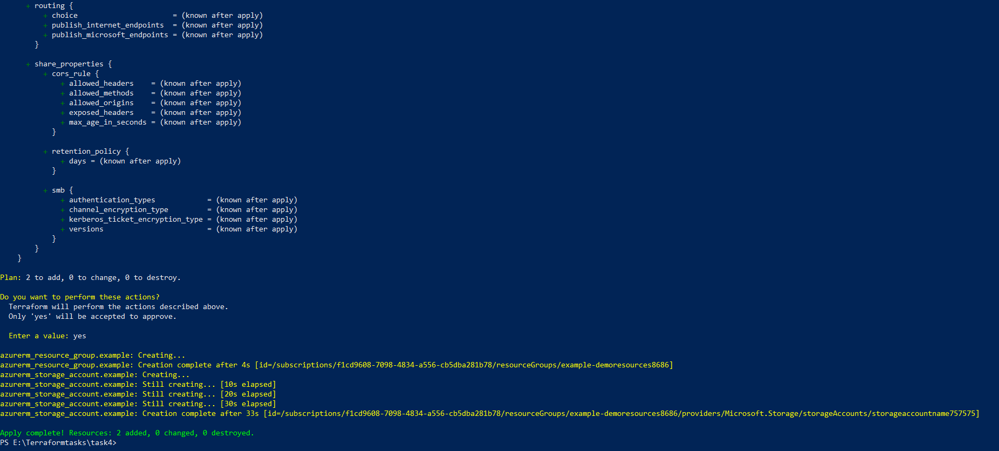 + routing {
+ choice = (known after apply)
+ publish_internet_endpoints = (known after apply)
+ publish_microsoft_endpoints = (known after apply)
}
+ share_properties {
+ cors_rule {
+ allowed_headers = (known after apply)
+ allowed_methods = (known after apply)
+ allowed_origins = (known after apply)
+ exposed_headers = (known after apply)
+ max_age_in_seconds = (known after apply)
}
+ retention_policy {
+ days = (known after apply)
}
+ smb {
+ authentication_types = (known after apply)
+ channel_encryption_type = (known after apply)
+ kerberos_ticket_encryption_type = (known after apply)
+ versions = (known after apply)
}
}
}
Plan: 2 to add, 0 to change, 0 to destroy.
Do you want to perform these actions?
Terraform will perform the actions described above.
Only 'yes' will be accepted to approve.
Enter a value: yes
azurerm_resource_group.example: Creating...
azurerm_resource_group.example: Creation complete after 4s [id=/subscriptions/f1cd9608-7098-4834-a556-cb5dba281b78/resourceGroups/example-demoresources8686]
azurerm_storage_account.example: Creating...
azurerm_storage_account.example: Still creating... [10s elapsed]
azurerm_storage_account.example: Still creating... [20s elapsed]
azurerm_storage_account.example: Still creating... [30s elapsed]
azurerm_storage_account.example: Creation complete after 33s [id=/subscriptions/f1cd9608-7098-4834-a556-cb5dba281b78/resourceGroups/example-demoresources8686/providers/Microsoft.Storage/storageAccounts/storageaccountname757575]
Apply complete! Resources: 2 added, 0 changed, 0 destroyed.
PS E:\Terraformtasks\task4>